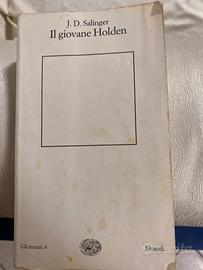 J. D. Salinger
Il giovane Holden
Gli struzzi. 6
Einaudi